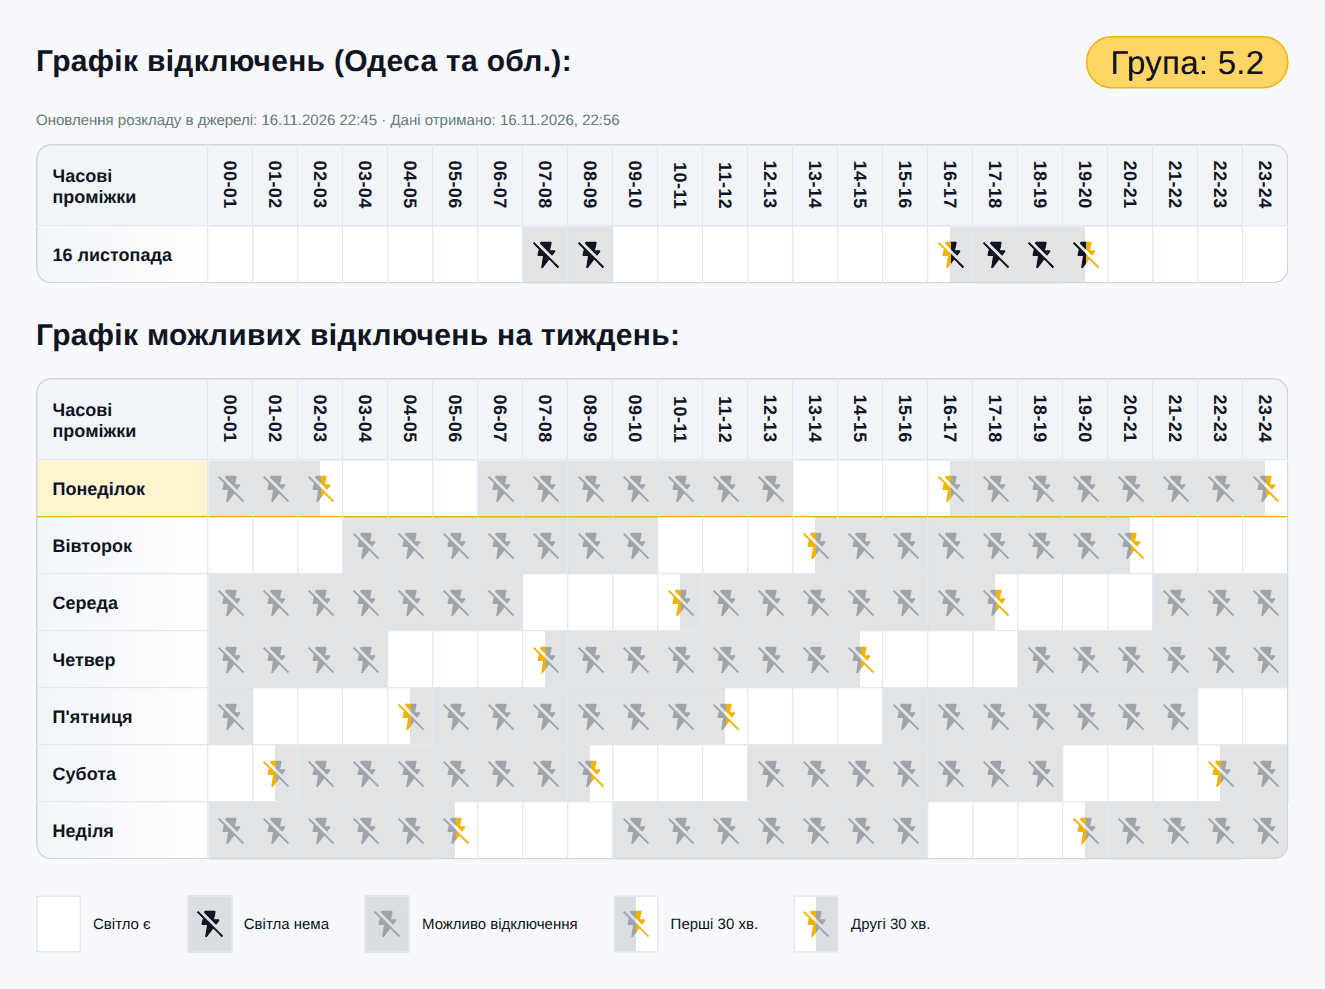 Графік відключень (Одеса та обл.):
Група: 5.2
Оновлення розкладу в джерелі: 16.11.2026 22:45 · Дані отримано: 16.11.2026, 22:56
Часові
проміжки
00-01 01-02 02-03 03-04 04-05 05-06 06-07 07-08 08-09 09-10 10-11 11-12 12-13 13-14 14-15 15-16 16-17 17-18 18-19 19-20 20-21 21-22 22-23 23-24
16 листопада
Графік можливих відключень на тиждень:
Часові
проміжки
00-01 01-02 02-03 03-04 04-05 05-06 06-07 07-08 08-09 09-10 10-11 11-12 12-13 13-14 14-15 15-16 16-17 17-18 18-19 19-20 20-21 21-22 22-23 23-24
Понеділок
Вівторок
Середа
Четвер
П'ятниця
Субота
Неділя
Світло є
Світла нема
Можливо відключення
Перші 30 хв.
Другі 30 хв.